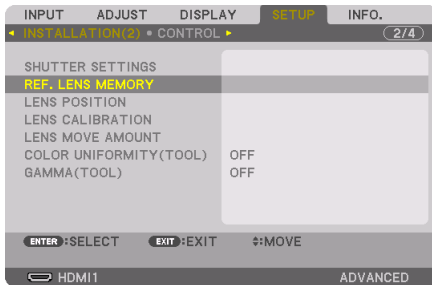 INPUT ADJUST DISPLAY SETUP INFO.
INSTALLATION(2) • CONTROL 2/4
SHUTTER SETTINGS
REF. LENS MEMORY
LENS POSITION
LENS CALIBRATION
LENS MOVE AMOUNT
COLOR UNIFORMITY(TOOL) OFF
GAMMA(TOOL) OFF
ENTER:SELECT EXIT:EXIT :MOVE
HDMI1 ADVANCED